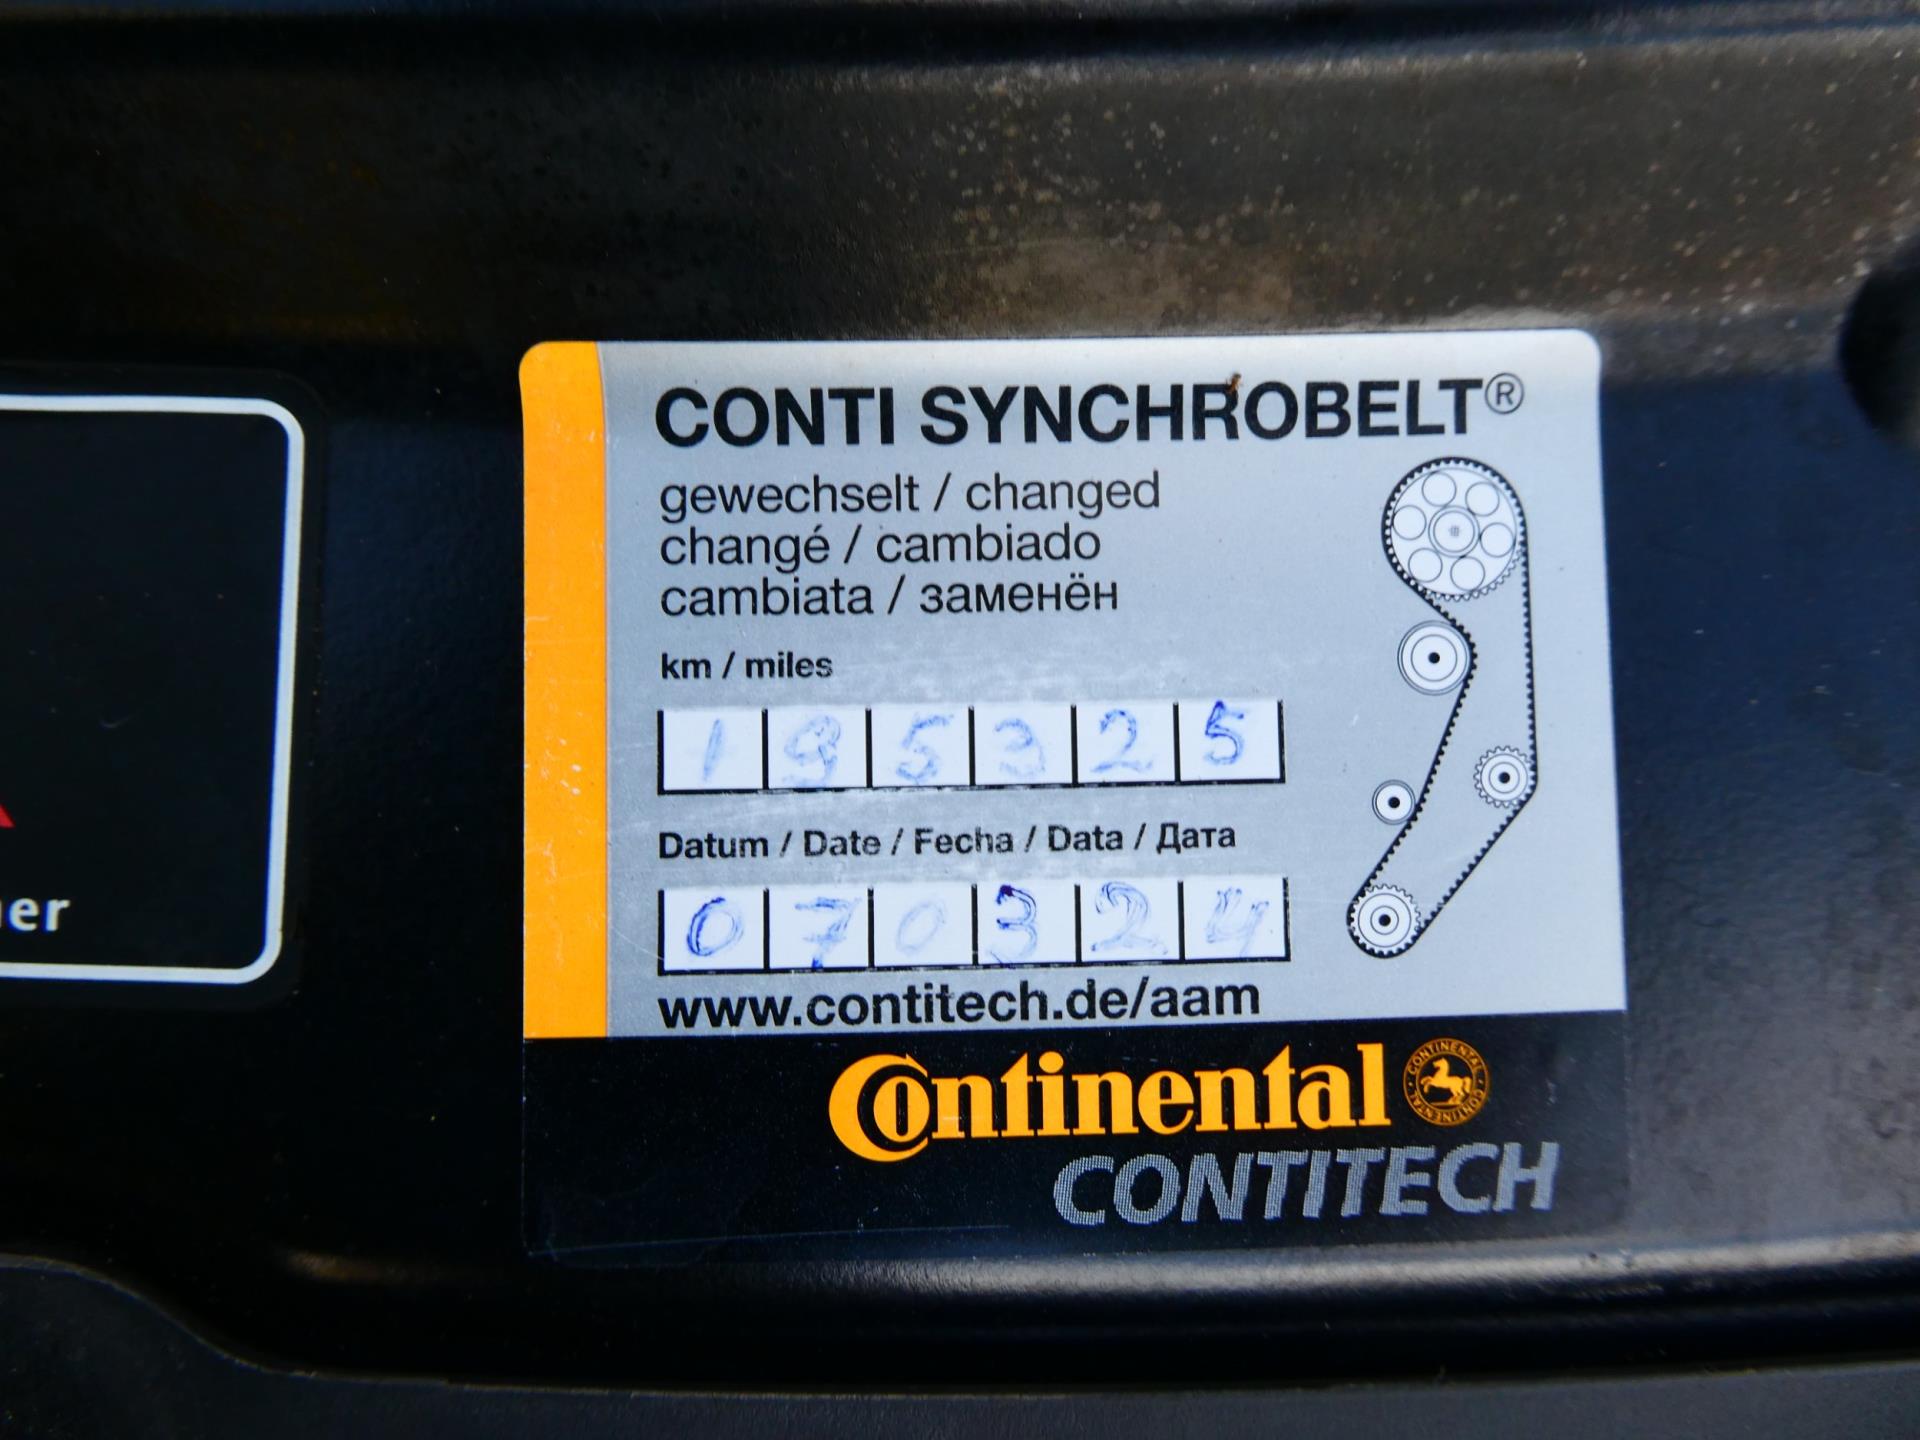 CONTI SYNCHROBELT®
gewechselt / changed
changé / cambiado
cambiata / заменён
km / miles
195325
Datum / Date / Fecha / Data / Дата
070324
www.contitech.de/aam
Continental
CONTITECH